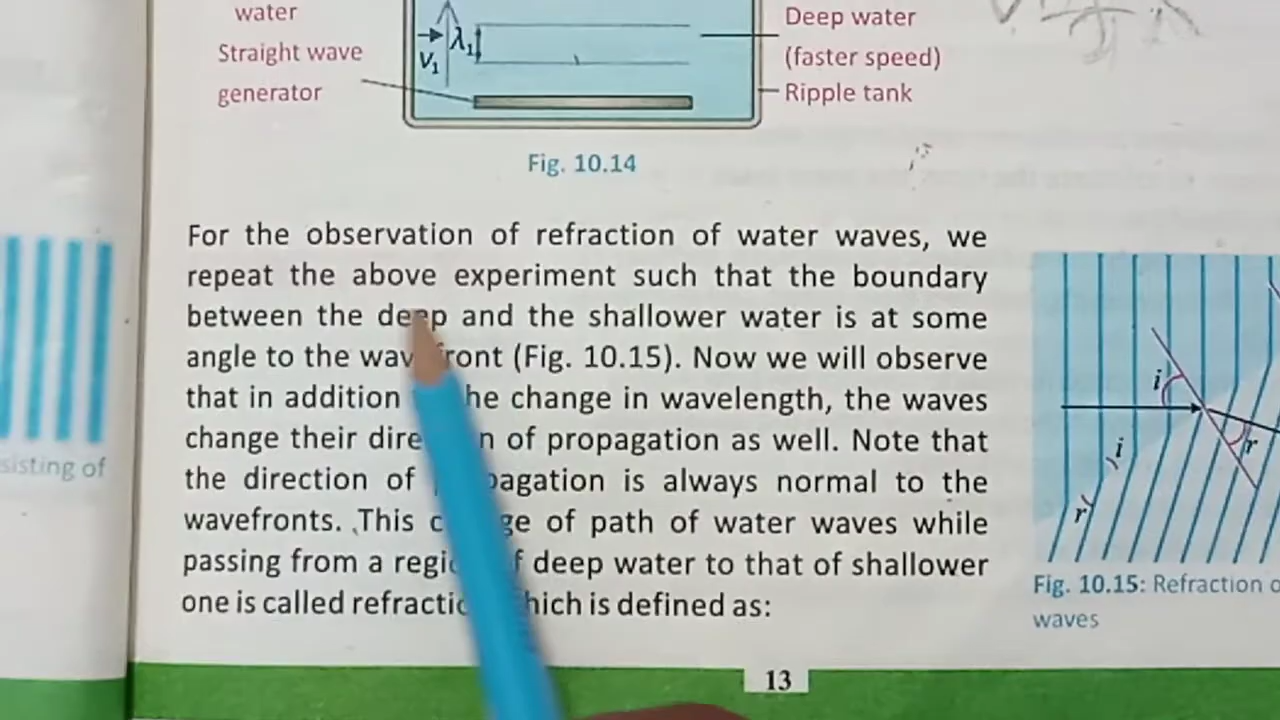 water
Straight wave
generator
V₁
λ₁
Deep water
(faster speed)
Ripple tank
Fig. 10.14
For the observation of refraction of water waves, we
repeat the above experiment such that the boundary
between the deep and the shallower water is at some
angle to the wavefront (Fig. 10.15). Now we will observe
that in addition he change in wavelength, the waves
change their dire n of propagation as well. Note that
the direction of pagation is always normal to the
wavefronts. This c ge of path of water waves while
passing from a regi f deep water to that of shallower
one is called refractio hich is defined as:
sisting of
i
r
i
r
Fig. 10.15: Refraction o
waves
13